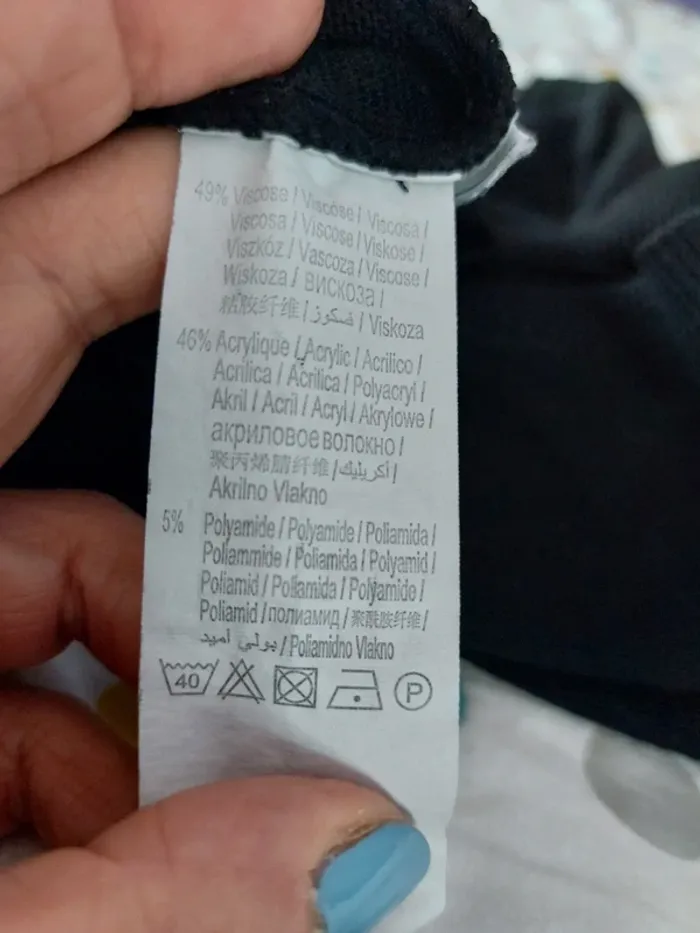 49% Viscose / Viscose / Viscosa /
Viscosa / Viscose / Viskose /
Viszkóz / Vascoza / Viscose /
Wiskoza / ВИСКОЗА /
粘胶纤维 / فسكوز / Viskoza
46% Acrylique / Acrylic / Acrilico /
Acrílica / Acrílica / Polyacryl /
Akril / Acril / Acryl / Akrylowe /
акриловое волокно /
聚丙烯腈纤维 / أكريليك /
Akrilno Vlakno
5% Polyamide / Polyamide / Poliamida /
Poliammide / Poliamida / Polyamid /
Poliamid / Poliamida / Polyamide /
Poliamid / полиамид / 聚酰胺纤维 /
بولي أميد / Poliamidno Vlakno
40 P